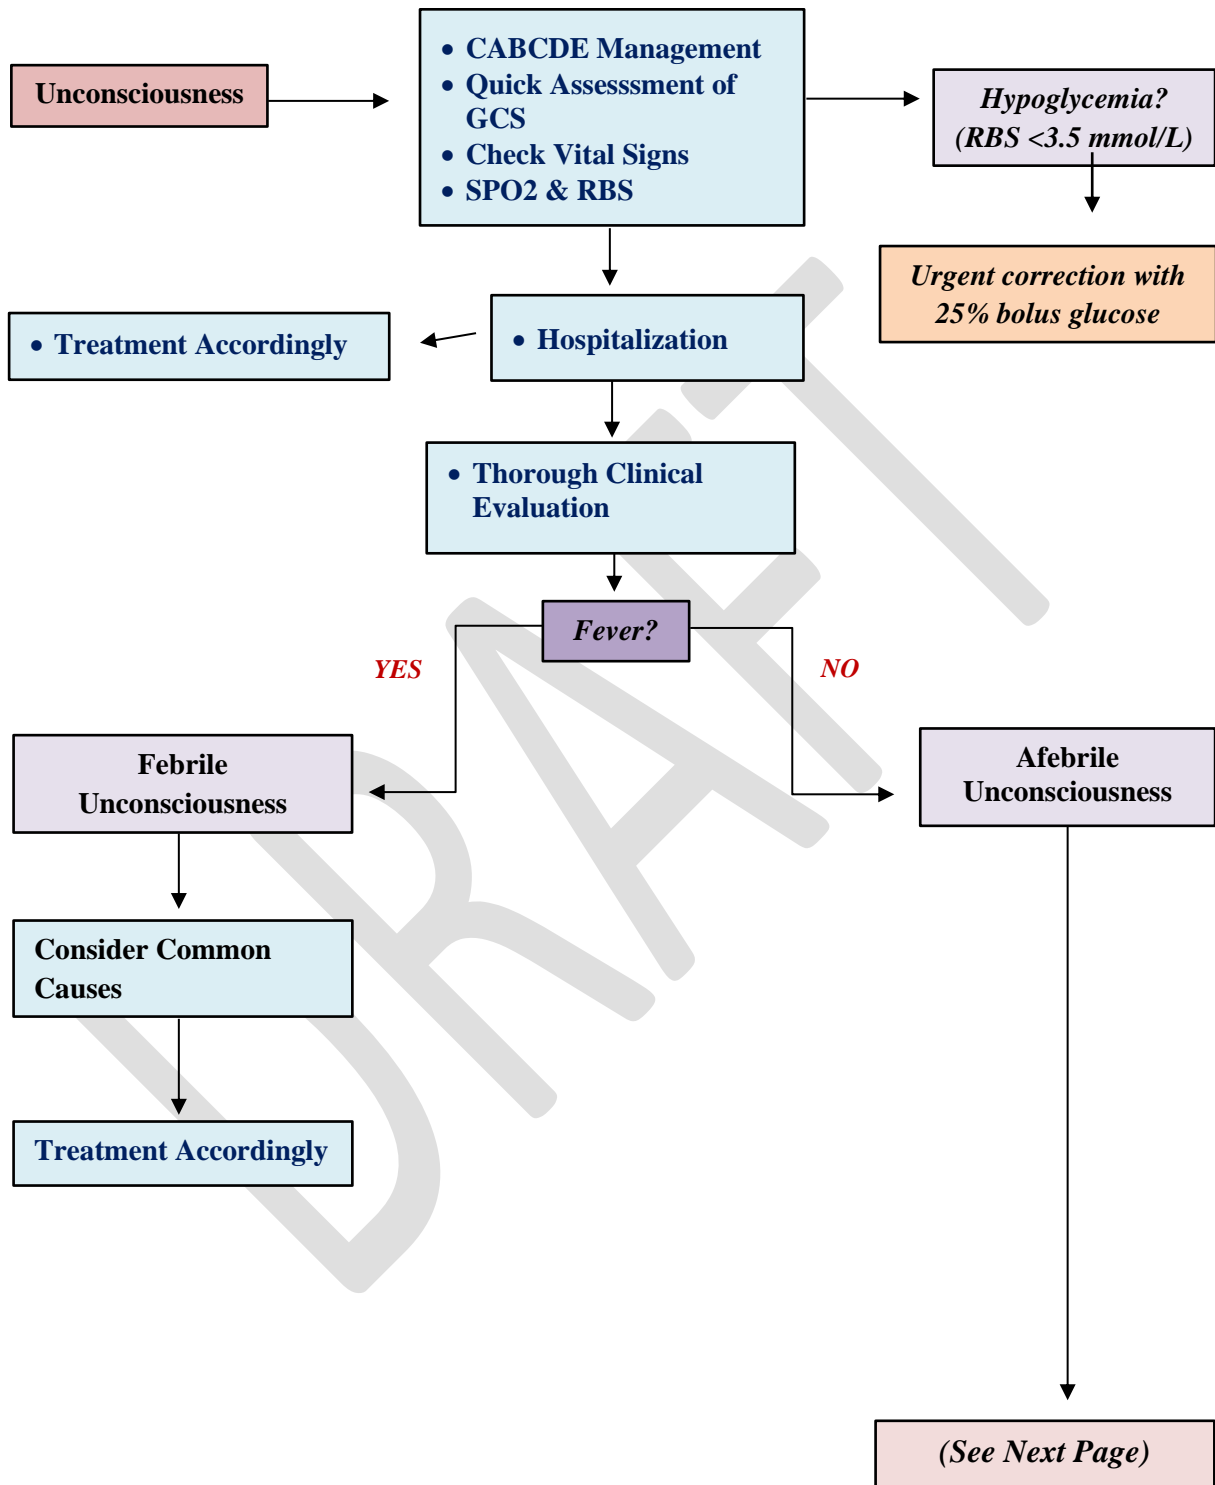 Unconsciousness
• CABCDE Management
• Quick Assesssment of
GCS
• Check Vital Signs
• SPO2 & RBS
Hypoglycemia?
(RBS <3.5 mmol/L)
Urgent correction with
25% bolus glucose
• Treatment Accordingly
• Hospitalization
• Thorough Clinical
Evaluation
Fever?
YES
NO
Febrile
Unconsciousness
Afebrile
Unconsciousness
Consider Common
Causes
Treatment Accordingly
(See Next Page)
DRAFT